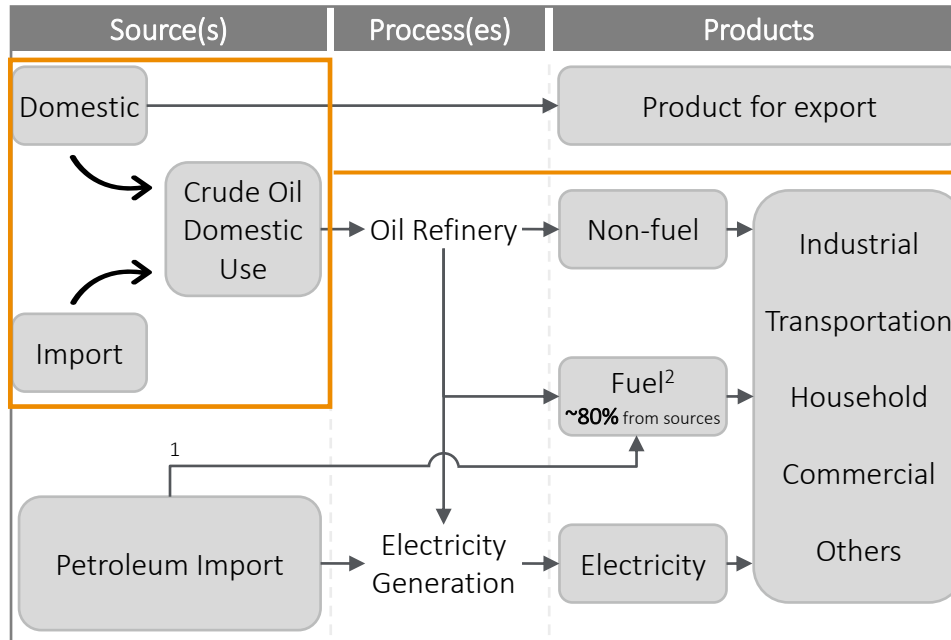 Source(s)
Process(es)
Products
Domestic
Product for export
Crude Oil
Domestic
Use
Oil Refinery
Non-fuel
Industrial
Transportation
Import
Fuel²
~80% from sources
Household
1
Commercial
Petroleum Import
Electricity
Generation
Electricity
Others